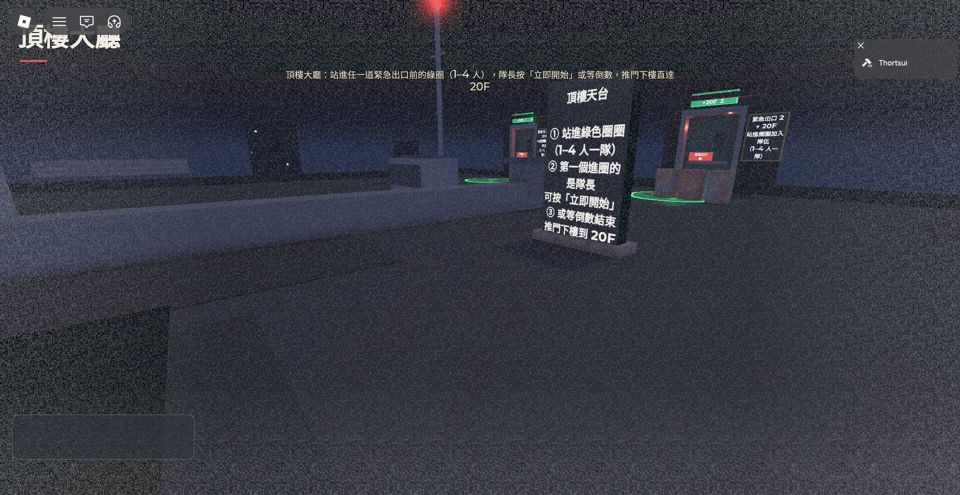 頂樓大廳
頂樓大廳：站進任一道緊急出口前的綠圈（1–4 人），隊長按「立即開始」或等倒數，推門下樓直達
20F
Thortsui
頂樓天台
① 站進綠色圈圈
（1–4 人一隊）
② 第一個進圈的
是隊長
可按「立即開始」
③ 或等倒數結束
推門下樓到 20F
緊急出口 2
▼ 20F
站進綠圈加入
隊伍
（1–4 人一
隊）